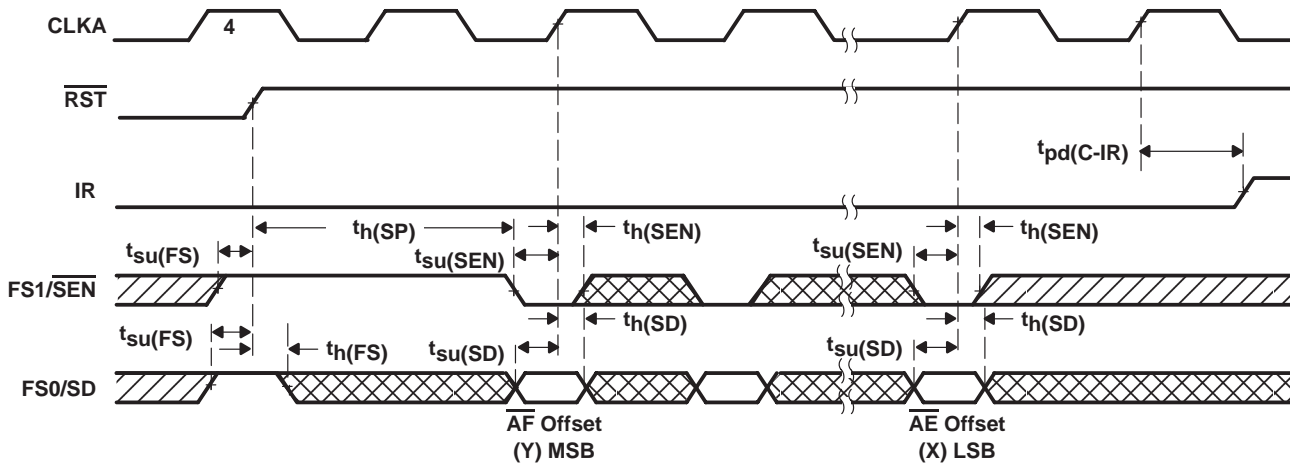 CLKA
4
RST
tpd(C-IR)
IR
th(SP)
th(SEN)
th(SEN)
tsu(FS)
tsu(SEN)
tsu(SEN)
FS1/SEN
th(SD)
th(SD)
tsu(FS)
th(FS)
tsu(SD)
tsu(SD)
FS0/SD
AF Offset
(Y) MSB
AE Offset
(X) LSB